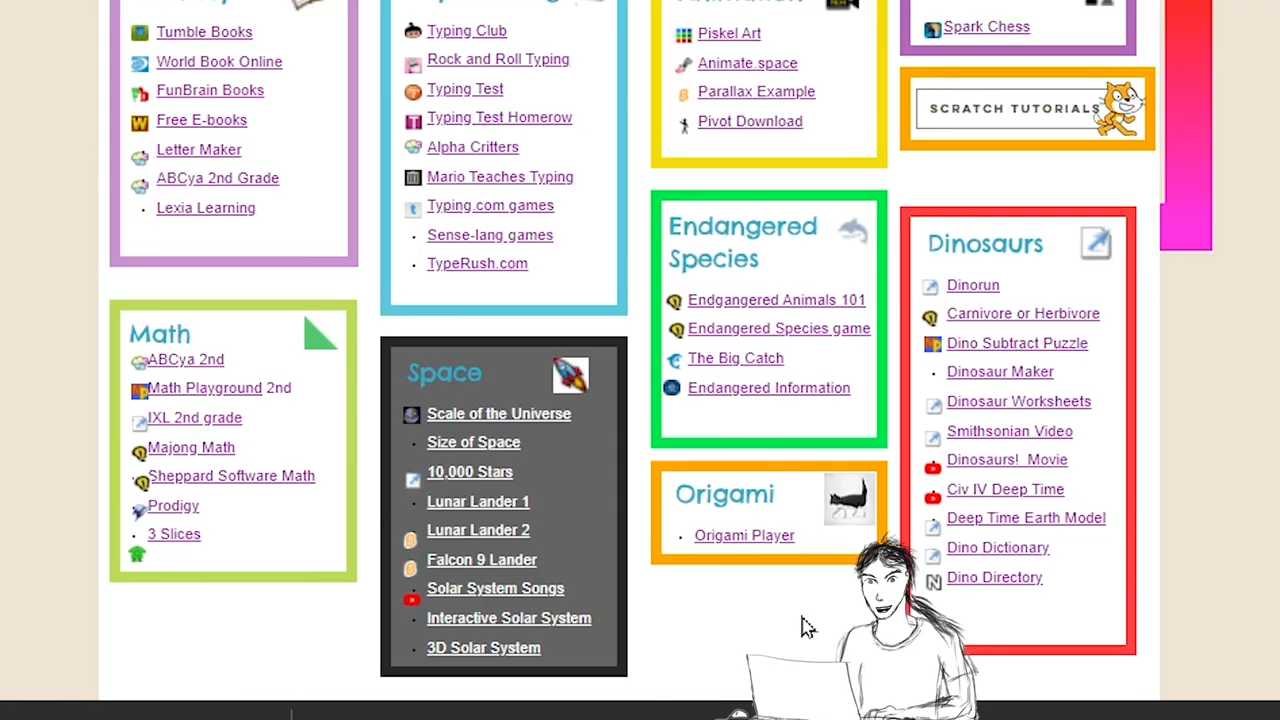 Tumble Books
World Book Online
FunBrain Books
Free E-books
Letter Maker
ABCya 2nd Grade
Lexia Learning
Math
ABCya 2nd
Math Playground 2nd
IXL 2nd grade
Majong Math
Sheppard Software Math
Prodigy
3 Slices
Typing Club
Rock and Roll Typing
Typing Test
Typing Test Homerow
Alpha Critters
Mario Teaches Typing
Typing.com games
Sense-lang games
TypeRush.com
Space
Scale of the Universe
Size of Space
10,000 Stars
Lunar Lander 1
Lunar Lander 2
Falcon 9 Lander
Solar System Songs
Interactive Solar System
3D Solar System
Piskel Art
Animate.space
Parallax Example
Pivot Download
Endangered
Species
Endgangered Animals 101
Endangered Species game
The Big Catch
Endangered Information
Origami
Origami Player
Spark Chess
SCRATCH TUTORIALS
Dinosaurs
Dinorun
Carnivore or Herbivore
Dino Subtract Puzzle
Dinosaur Maker
Dinosaur Worksheets
Smithsonian Video
Dinosaurs! Movie
Civ IV Deep Time
Deep Time Earth Model
Dino Dictionary
Dino Directory